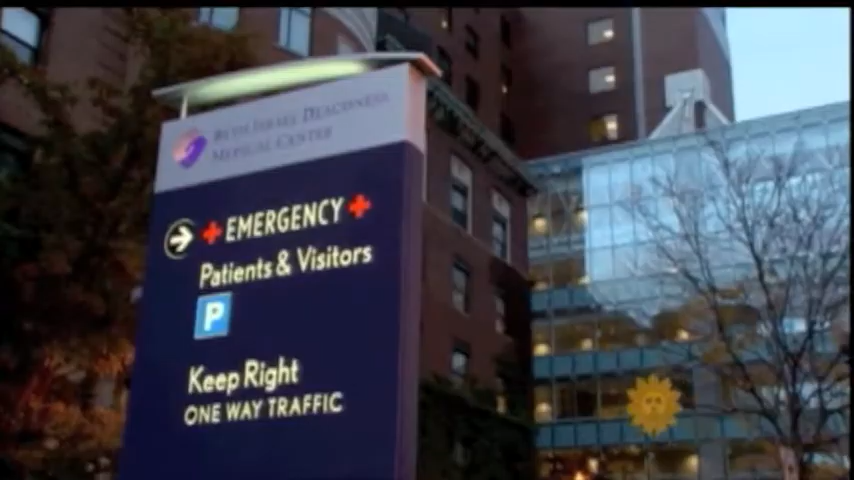 BETH ISRAEL DEACONESS
MEDICAL CENTER
EMERGENCY
Patients & Visitors
P
Keep Right
ONE WAY TRAFFIC